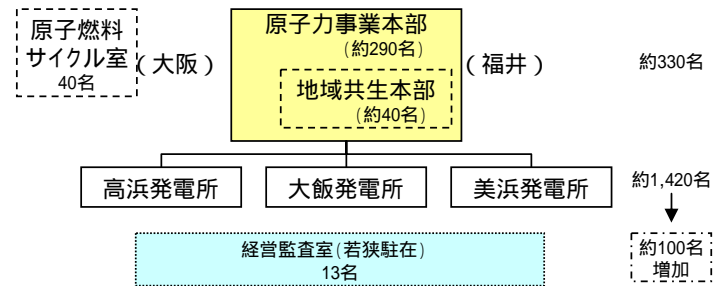 原子燃料
サイクル室
40名
(大阪)
原子力事業本部
(約290名)
地域共生本部
(約40名)
(福井)
約330名
高浜発電所
大飯発電所
美浜発電所
約1,420名
経営監査室(若狭駐在)
13名
約100名
増加